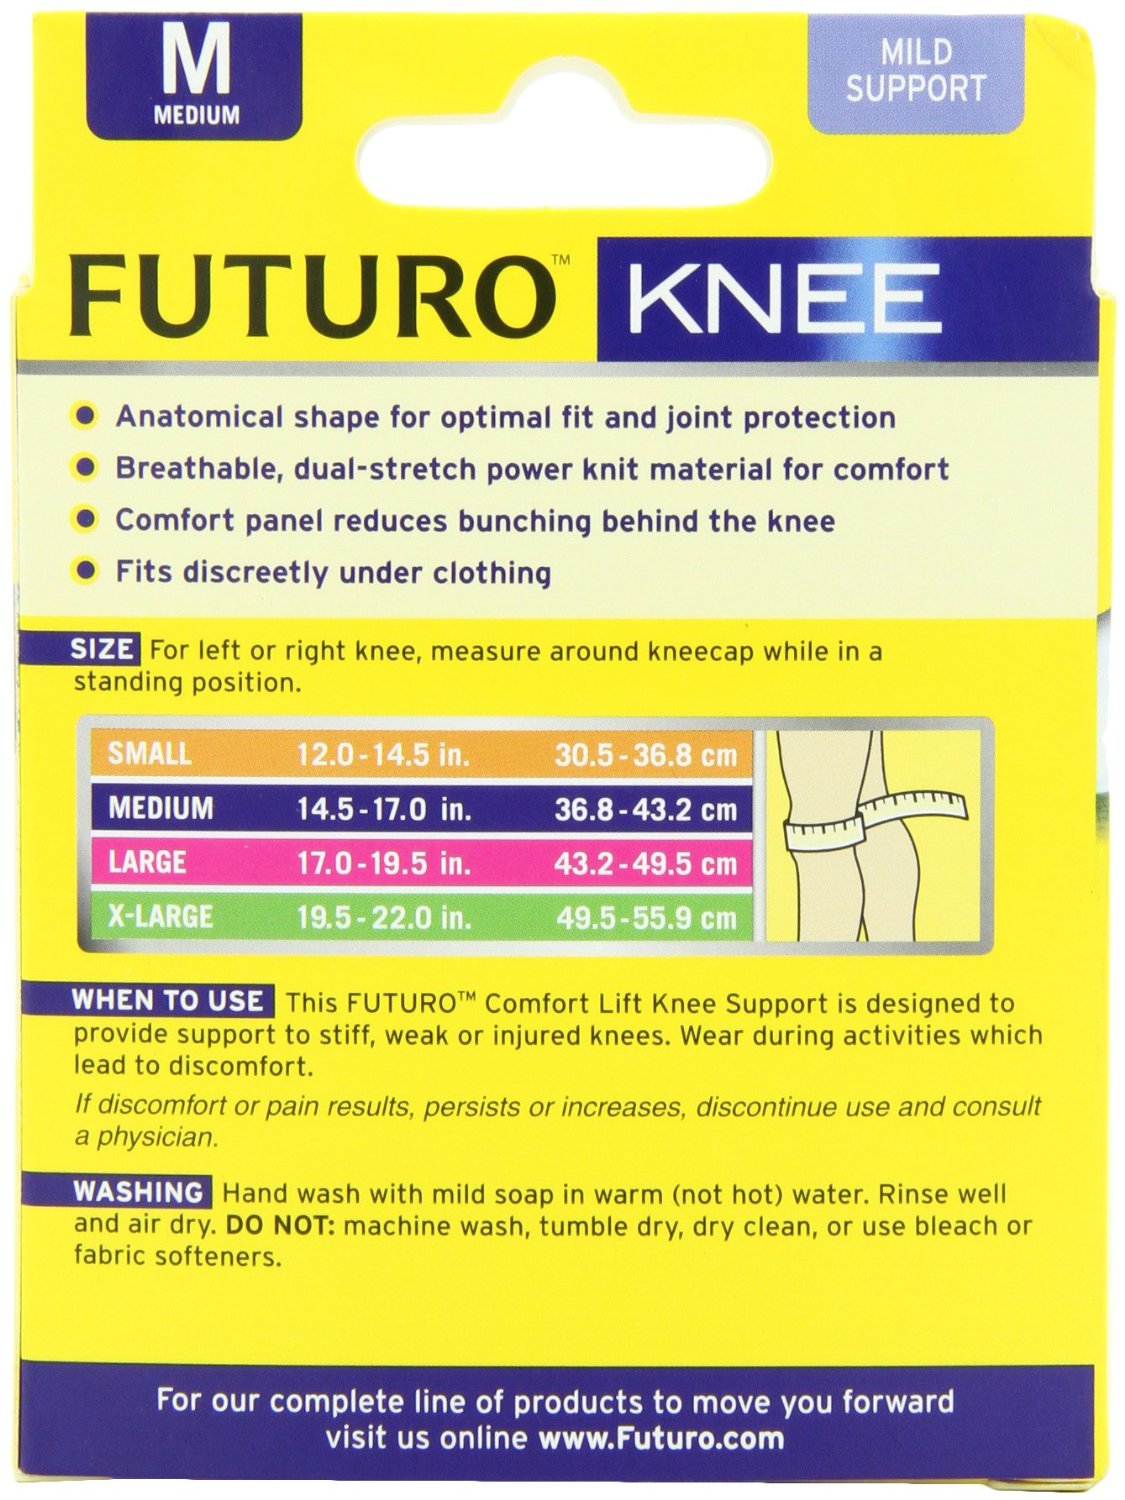 M
MEDIUM
MILD
SUPPORT
FUTURO™ KNEE
Anatomical shape for optimal fit and joint protection
Breathable, dual-stretch power knit material for comfort
Comfort panel reduces bunching behind the knee
Fits discreetly under clothing
SIZE For left or right knee, measure around kneecap while in a
standing position.
SMALL 12.0-14.5 in. 30.5-36.8 cm
MEDIUM 14.5-17.0 in. 36.8-43.2 cm
LARGE 17.0-19.5 in. 43.2-49.5 cm
X-LARGE 19.5-22.0 in. 49.5-55.9 cm
WHEN TO USE This FUTURO™ Comfort Lift Knee Support is designed to
provide support to stiff, weak or injured knees. Wear during activities which
lead to discomfort.
If discomfort or pain results, persists or increases, discontinue use and consult
a physician.
WASHING Hand wash with mild soap in warm (not hot) water. Rinse well
and air dry. DO NOT: machine wash, tumble dry, dry clean, or use bleach or
fabric softeners.
For our complete line of products to move you forward
visit us online www.Futuro.com